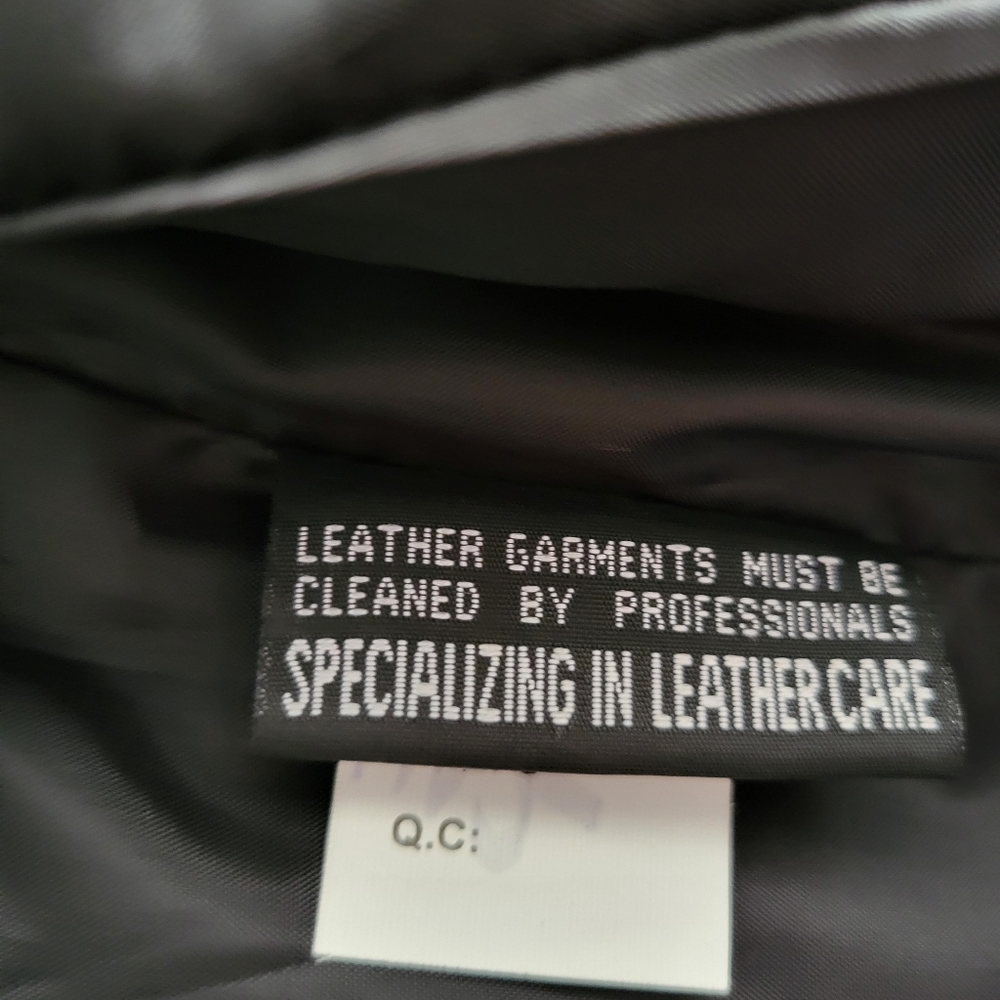 LEATHER GARMENTS MUST BE
CLEANED BY PROFESSIONALS
SPECIALIZING IN LEATHER CARE
Q.C: